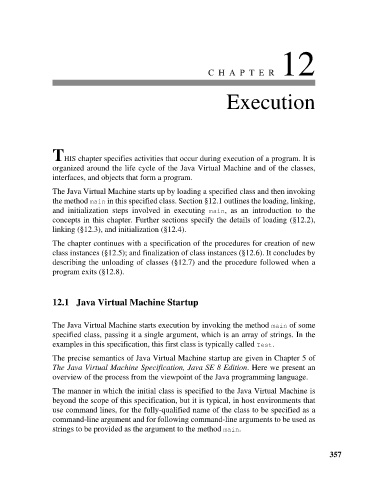 CHAPTER 12
Execution
THIS chapter specifies activities that occur during execution of a program. It is
organized around the life cycle of the Java Virtual Machine and of the classes,
interfaces, and objects that form a program.
The Java Virtual Machine starts up by loading a specified class and then invoking
the method main in this specified class. Section §12.1 outlines the loading, linking,
and initialization steps involved in executing main, as an introduction to the
concepts in this chapter. Further sections specify the details of loading (§12.2),
linking (§12.3), and initialization (§12.4).
The chapter continues with a specification of the procedures for creation of new
class instances (§12.5); and finalization of class instances (§12.6). It concludes by
describing the unloading of classes (§12.7) and the procedure followed when a
program exits (§12.8).
12.1 Java Virtual Machine Startup
The Java Virtual Machine starts execution by invoking the method main of some
specified class, passing it a single argument, which is an array of strings. In the
examples in this specification, this first class is typically called Test.
The precise semantics of Java Virtual Machine startup are given in Chapter 5 of
The Java Virtual Machine Specification, Java SE 8 Edition. Here we present an
overview of the process from the viewpoint of the Java programming language.
The manner in which the initial class is specified to the Java Virtual Machine is
beyond the scope of this specification, but it is typical, in host environments that
use command lines, for the fully-qualified name of the class to be specified as a
command-line argument and for following command-line arguments to be used as
strings to be provided as the argument to the method main.
357